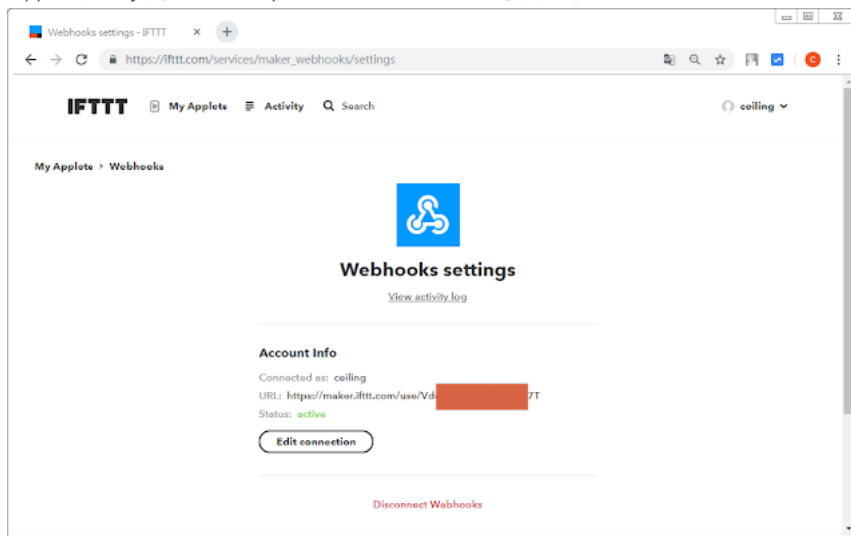 Webhooks settings - IFTTT
https://ifttt.com/services/maker_webhooks/settings
IFTTT My Applets Activity Search ceiling
My Applets > Webhooks
Webhooks settings
View activity log
Account Info
Connected as: ceiling
URL: https://maker.ifttt.com/use/Vd 7T
Status: active
Edit connection
Disconnect Webhooks